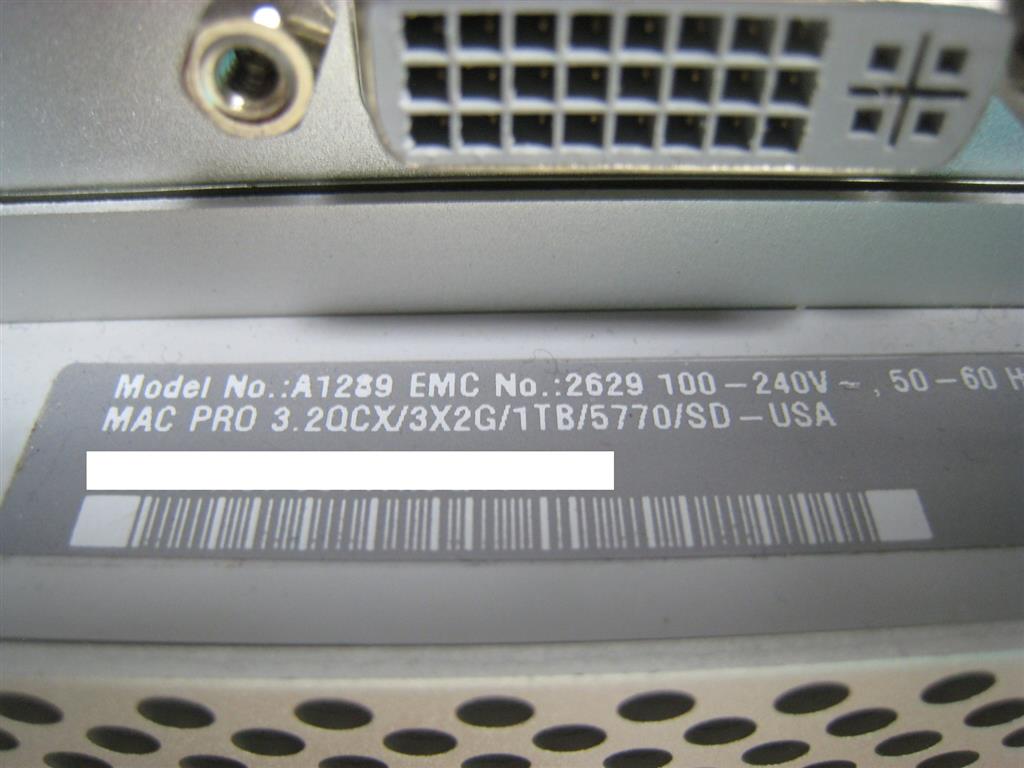 Model No.:A1289 EMC No.:2629 100-240V~, 50-60 H
MAC PRO 3.2QCX/3X2G/1TB/5770/SD-USA